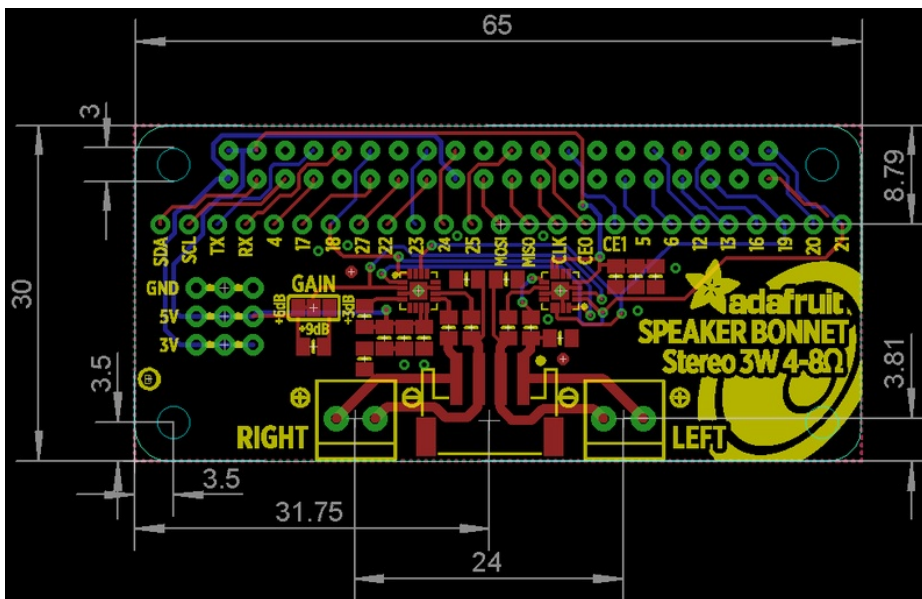 65
3
30
8.79
SDA SCL TX RX 4 17 18 27 22 23 24 25 MOSI MISO CLK CE0 CE1 5 6 12 13 16 19 20 21
GND
5V
3V
GAIN
+6dB
+9dB
+3dB
adafruit
SPEAKER BONNET
Stereo 3W 4-8Ω
3.81
3.5
RIGHT
LEFT
3.5
31.75
24